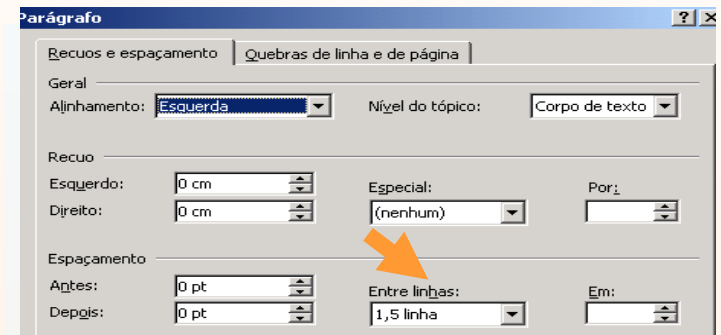 Parágrafo
Recuos e espaçamento Quebras de linha e de página
Geral
Alinhamento: Esquerda Nível do tópico: Corpo de texto
Recuo
Esquerdo: 0 cm Especial: Por:
Direito: 0 cm (nenhum)
Espaçamento
Antes: 0 pt Entre linhas: Em:
Depois: 0 pt 1,5 linha